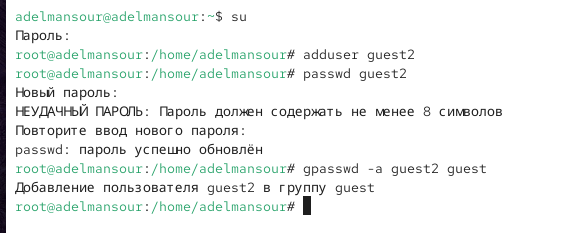 adelmansour@adelmansour:~$ su
Пароль:
root@adelmansour:/home/adelmansour# adduser guest2
root@adelmansour:/home/adelmansour# passwd guest2
Новый пароль:
НЕУДАЧНЫЙ ПАРОЛЬ: Пароль должен содержать не менее 8 символов
Повторите ввод нового пароля:
passwd: пароль успешно обновлён
root@adelmansour:/home/adelmansour# gpasswd -a guest2 guest
Добавление пользователя guest2 в группу guest
root@adelmansour:/home/adelmansour#